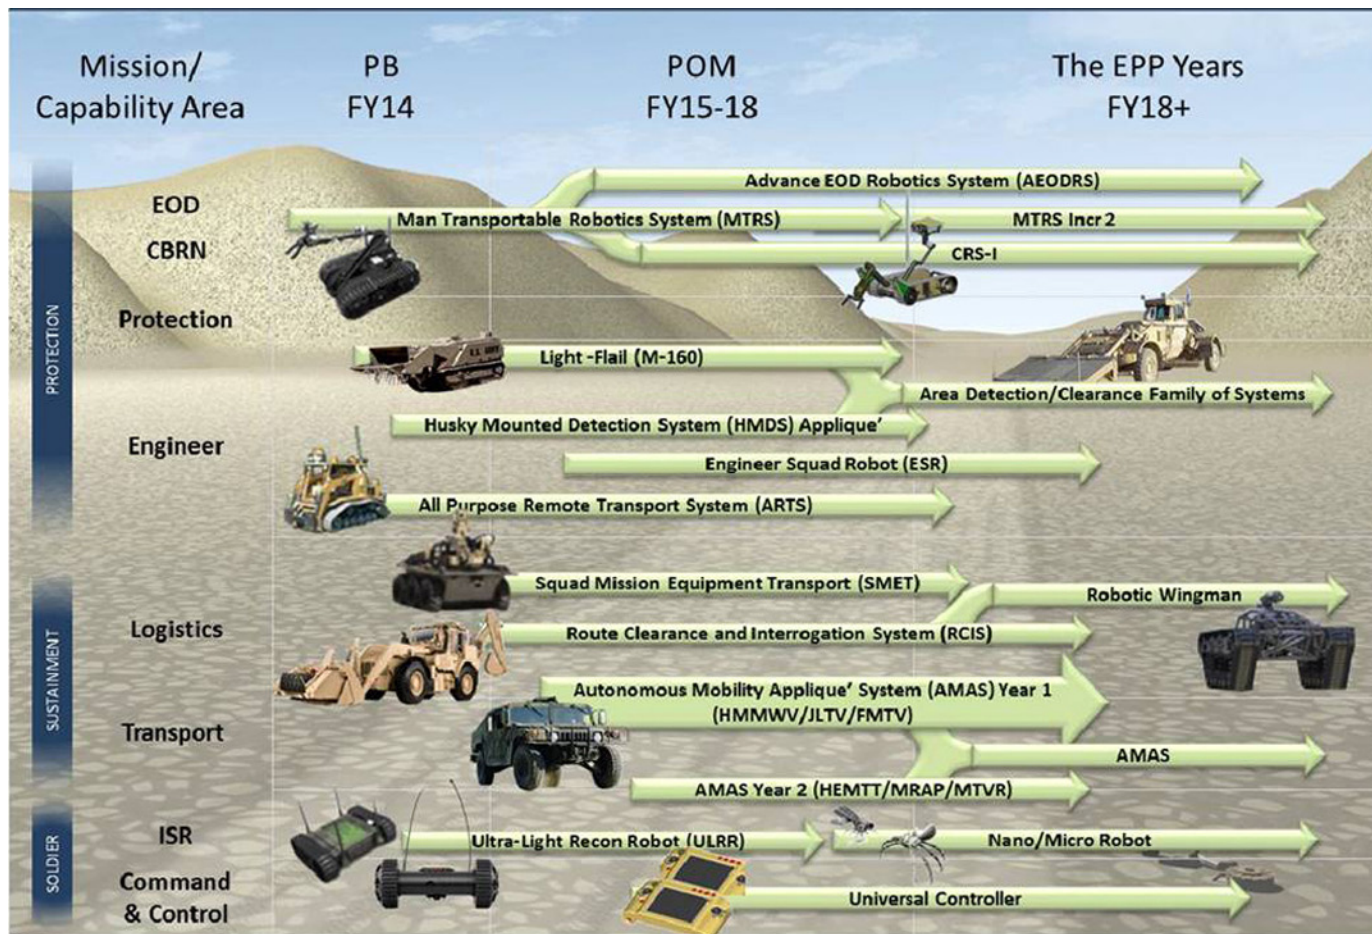 Mission/
Capability Area
PB
FY14
POM
FY15-18
The EPP Years
FY18+
PROTECTION
EOD
CBRN
Protection
Engineer
Advance EOD Robotics System (AEODRS)
Man Transportable Robotics System (MTRS)
MTRS Incr 2
CRS-I
Light -Flail (M-160)
Area Detection/Clearance Family of Systems
Husky Mounted Detection System (HMDS) Applique’
Engineer Squad Robot (ESR)
All Purpose Remote Transport System (ARTS)
SUSTAINMENT
Logistics
Transport
Squad Mission Equipment Transport (SMET)
Robotic Wingman
Route Clearance and Interrogation System (RCIS)
Autonomous Mobility Applique’ System (AMAS) Year 1
(HMMWV/JLTV/FMTV)
AMAS
AMAS Year 2 (HEMTT/MRAP/MTVR)
SOLDIER
ISR
Command
& Control
Ultra-Light Recon Robot (ULRR)
Nano/Micro Robot
Universal Controller